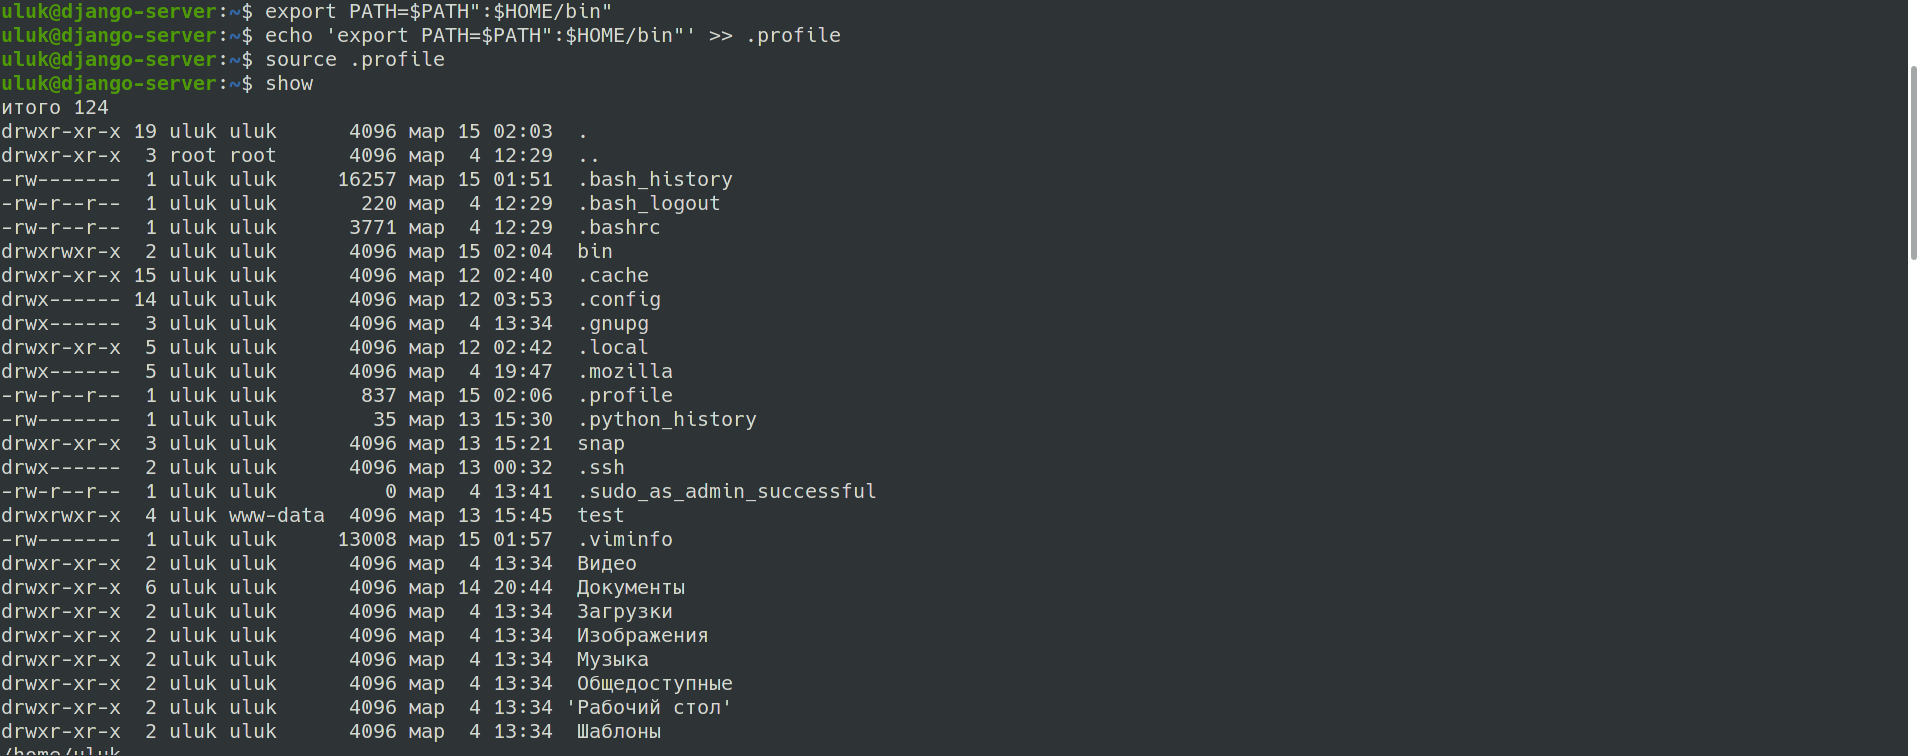 uluk@django-server:~$ export PATH=$PATH":$HOME/bin"
uluk@django-server:~$ echo 'export PATH=$PATH":$HOME/bin"' >> .profile
uluk@django-server:~$ source .profile
uluk@django-server:~$ show
итого 124
drwxr-xr-x 19 uluk uluk      4096 мар 15 02:03  .
drwxr-xr-x  3 root root      4096 мар  4 12:29  ..
-rw-------  1 uluk uluk     16257 мар 15 01:51  .bash_history
-rw-r--r--  1 uluk uluk       220 мар  4 12:29  .bash_logout
-rw-r--r--  1 uluk uluk      3771 мар  4 12:29  .bashrc
drwxrwxr-x  2 uluk uluk      4096 мар 15 02:04  bin
drwxr-xr-x 15 uluk uluk      4096 мар 12 02:40  .cache
drwx------ 14 uluk uluk      4096 мар 12 03:53  .config
drwx------  3 uluk uluk      4096 мар  4 13:34  .gnupg
drwxr-xr-x  5 uluk uluk      4096 мар 12 02:42  .local
drwx------  5 uluk uluk      4096 мар  4 19:47  .mozilla
-rw-r--r--  1 uluk uluk       837 мар 15 02:06  .profile
-rw-------  1 uluk uluk        35 мар 13 15:30  .python_history
drwxr-xr-x  3 uluk uluk      4096 мар 13 15:21  snap
drwx------  2 uluk uluk      4096 мар 13 00:32  .ssh
-rw-r--r--  1 uluk uluk         0 мар  4 13:41  .sudo_as_admin_successful
drwxrwxr-x  4 uluk www-data  4096 мар 13 15:45  test
-rw-------  1 uluk uluk     13008 мар 15 01:57  .viminfo
drwxr-xr-x  2 uluk uluk      4096 мар  4 13:34  Видео
drwxr-xr-x  6 uluk uluk      4096 мар 14 20:44  Документы
drwxr-xr-x  2 uluk uluk      4096 мар  4 13:34  Загрузки
drwxr-xr-x  2 uluk uluk      4096 мар  4 13:34  Изображения
drwxr-xr-x  2 uluk uluk      4096 мар  4 13:34  Музыка
drwxr-xr-x  2 uluk uluk      4096 мар  4 13:34  Общедоступные
drwxr-xr-x  2 uluk uluk      4096 мар  4 13:34 'Рабочий стол'
drwxr-xr-x  2 uluk uluk      4096 мар  4 13:34  Шаблоны
/home/uluk